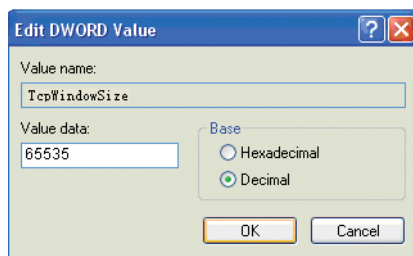 Edit DWORD Value
Value name:
TcpWindowSize
Value data:
Base
65535
Hexadecimal
Decimal
OK
Cancel